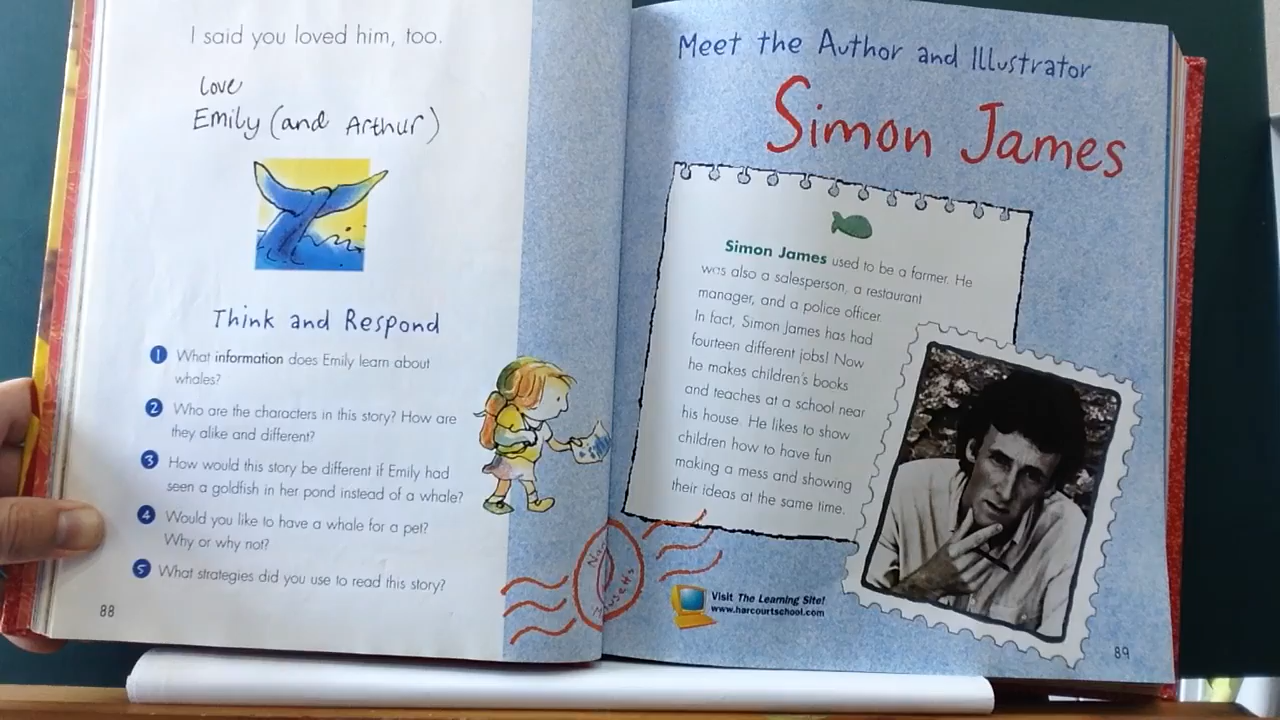 I said you loved him, too.
love
Emily (and Arthur)
Think and Respond
1 What information does Emily learn about
whales?
2 Who are the characters in this story? How are
they alike and different?
3 How would this story be different if Emily had
seen a goldfish in her pond instead of a whale?
4 Would you like to have a whale for a pet?
Why or why not?
5 What strategies did you use to read this story?
88
Meet the Author and Illustrator
Simon James
Simon James used to be a farmer. He
was also a salesperson, a restaurant
manager, and a police officer.
In fact, Simon James has had
fourteen different jobs! Now
he makes children's books
and teaches at a school near
his house. He likes to show
children how to have fun
making a mess and showing
their ideas at the same time.
Visit The Learning Site!
www.harcourtschool.com
89